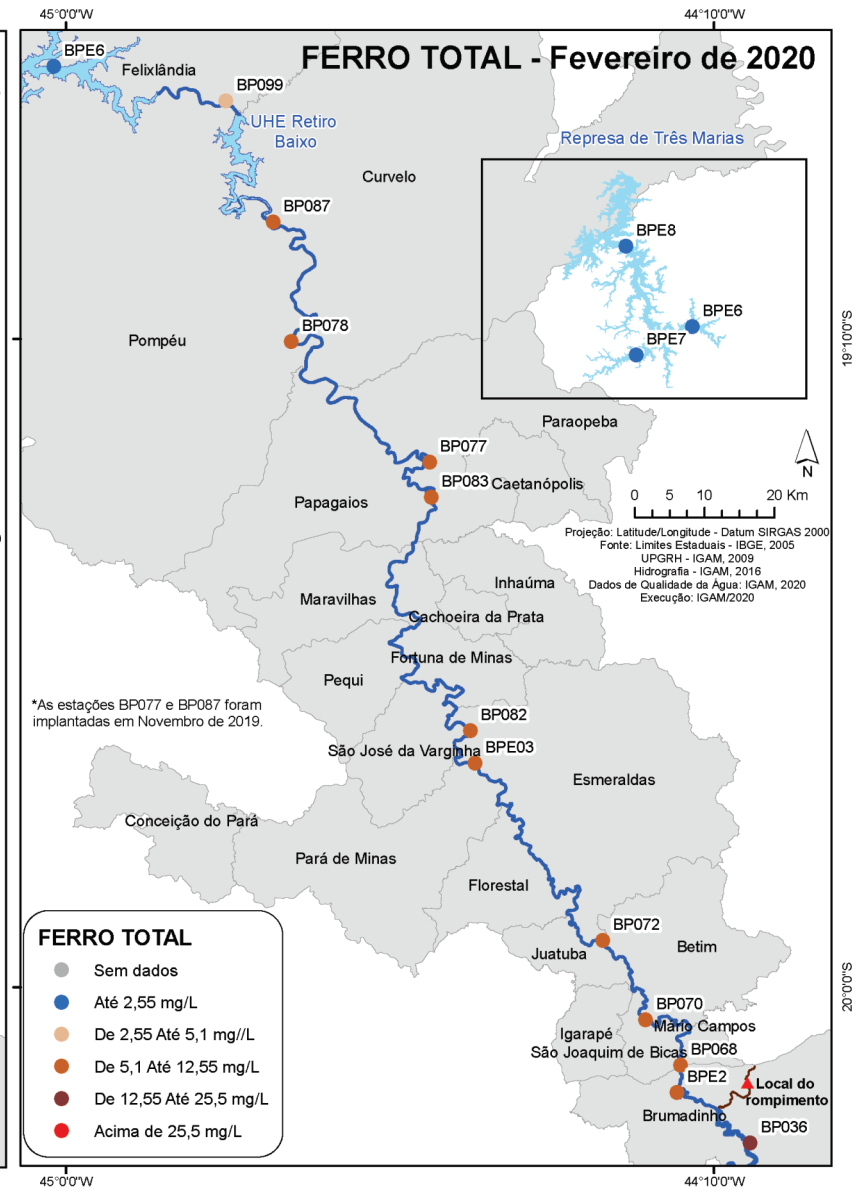 45°0'0"W
44°10'0"W
FERRO TOTAL - Fevereiro de 2020
BPE6
Felixlândia
BP099
UHE Retiro
Baixo
Represa de Três Marias
Curvelo
BP087
BPE8
BPE6
BPE7
BP078
Pompéu
19°10'0"S
Paraopeba
BP077
BP083
Caetanópolis
Papagaios
N
0 5 10 20 Km
Projeção: Latitude/Longitude - Datum SIRGAS 2000
Fonte: Limites Estaduais - IBGE, 2005
UPGRH - IGAM, 2009
Hidrografia - IGAM, 2016
Dados de Qualidade da Água: IGAM, 2020
Execução: IGAM/2020
Inhaúma
Maravilhas
Cachoeira da Prata
Fortuna de Minas
Pequi
*As estações BP077 e BP087 foram
implantadas em Novembro de 2019.
BP082
São José da Varginha
BPE03
Esmeraldas
Conceição do Pará
Pará de Minas
Florestal
BP072
Juatuba
Betim
20°0'0"S
BP070
Mário Campos
Igarapé
São Joaquim de Bicas
BP068
BPE2
Local do
rompimento
Brumadinho
BP036
FERRO TOTAL
Sem dados
Até 2,55 mg/L
De 2,55 Até 5,1 mg//L
De 5,1 Até 12,55 mg/L
De 12,55 Até 25,5 mg/L
Acima de 25,5 mg/L
45°0'0"W
44°10'0"W